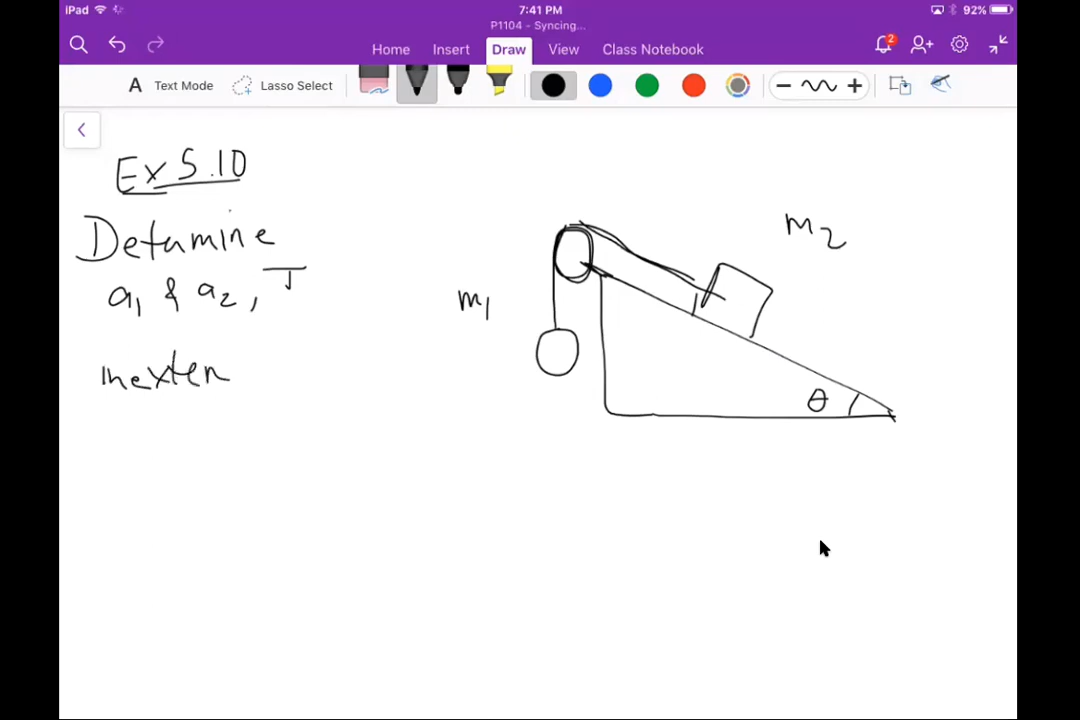 iPad 7:41 PM 92%
P1104 - Syncing...
Home Insert Draw View Class Notebook 2
A Text Mode Lasso Select
Ex 5.10
Detamine
a1 & a2, T
inexten
m1
m2
θ